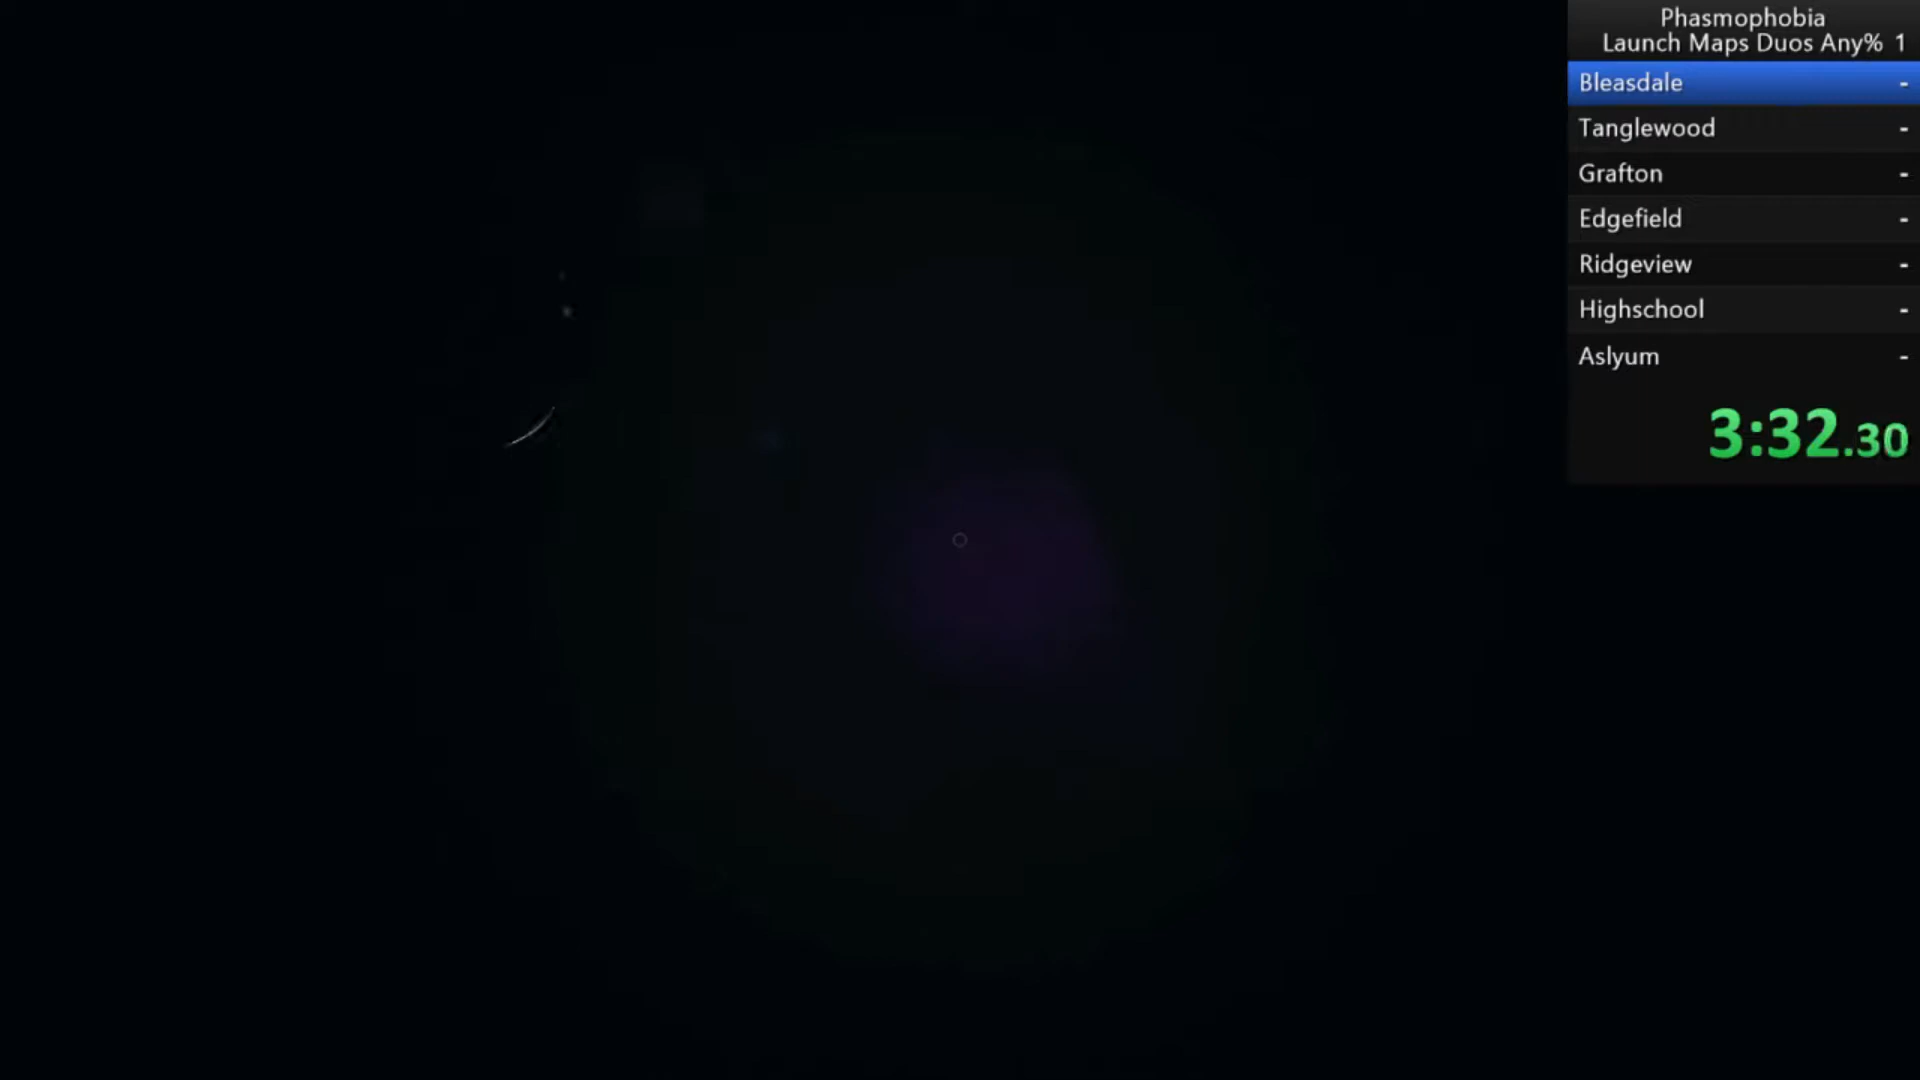 Phasmophobia
Launch Maps Duos Any% 1
Bleasdale -
Tanglewood -
Grafton -
Edgefield -
Ridgeview -
Highschool -
Aslyum -
3:32.30